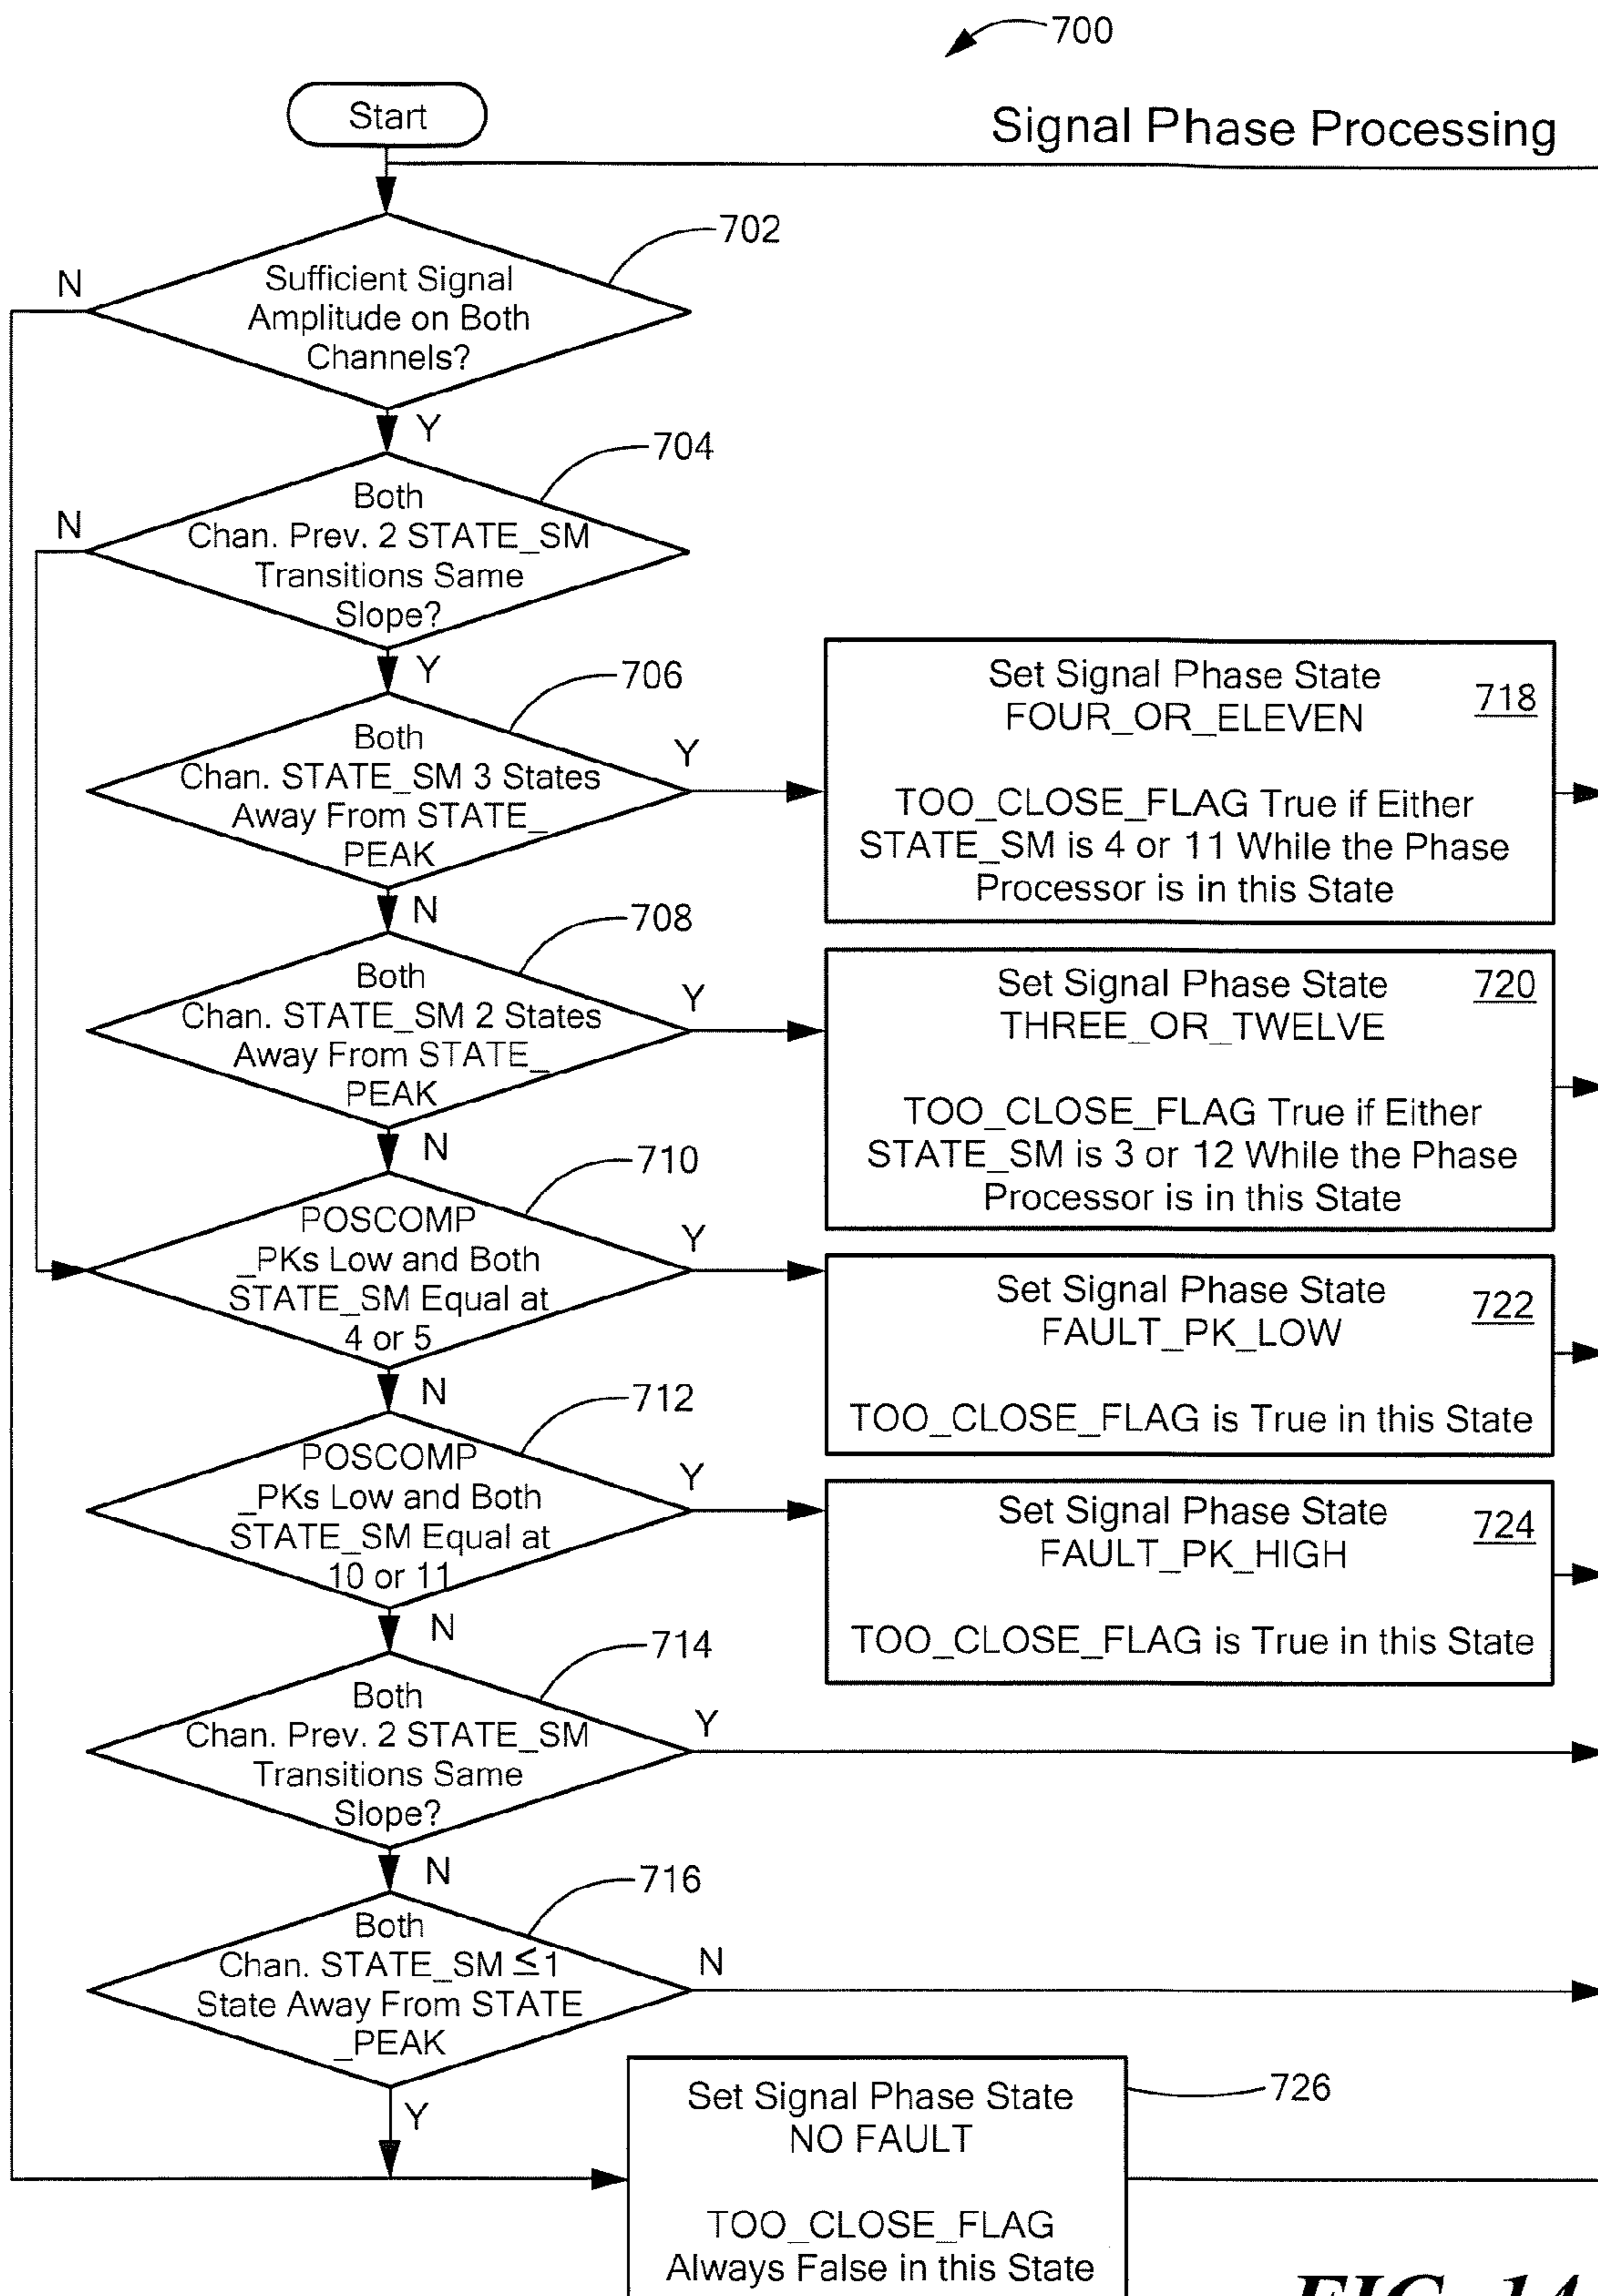 700
Start
Signal Phase Processing
702
N
Sufficient Signal
Amplitude on Both
Channels?
Y
704
N
Both
Chan. Prev. 2 STATE_SM
Transitions Same
Slope?
Y
706
Both
Chan. STATE_SM 3 States
Away From STATE_
PEAK
Y
Set Signal Phase State
FOUR_OR_ELEVEN
718
TOO_CLOSE_FLAG True if Either
STATE_SM is 4 or 11 While the Phase
Processor is in this State
N
708
Both
Chan. STATE_SM 2 States
Away From STATE_
PEAK
Y
Set Signal Phase State
THREE_OR_TWELVE
720
TOO_CLOSE_FLAG True if Either
STATE_SM is 3 or 12 While the Phase
Processor is in this State
N
710
POSCOMP
_PKs Low and Both
STATE_SM Equal at
4 or 5
Y
Set Signal Phase State
FAULT_PK_LOW
722
TOO_CLOSE_FLAG is True in this State
N
712
POSCOMP
_PKs Low and Both
STATE_SM Equal at
10 or 11
Y
Set Signal Phase State
FAULT_PK_HIGH
724
TOO_CLOSE_FLAG is True in this State
N
714
Both
Chan. Prev. 2 STATE_SM
Transitions Same
Slope?
Y
N
716
Both
Chan. STATE_SM ≤1
State Away From STATE
_PEAK
N
Y
Set Signal Phase State
NO FAULT
726
TOO_CLOSE_FLAG
Always False in this State
FIG. 14